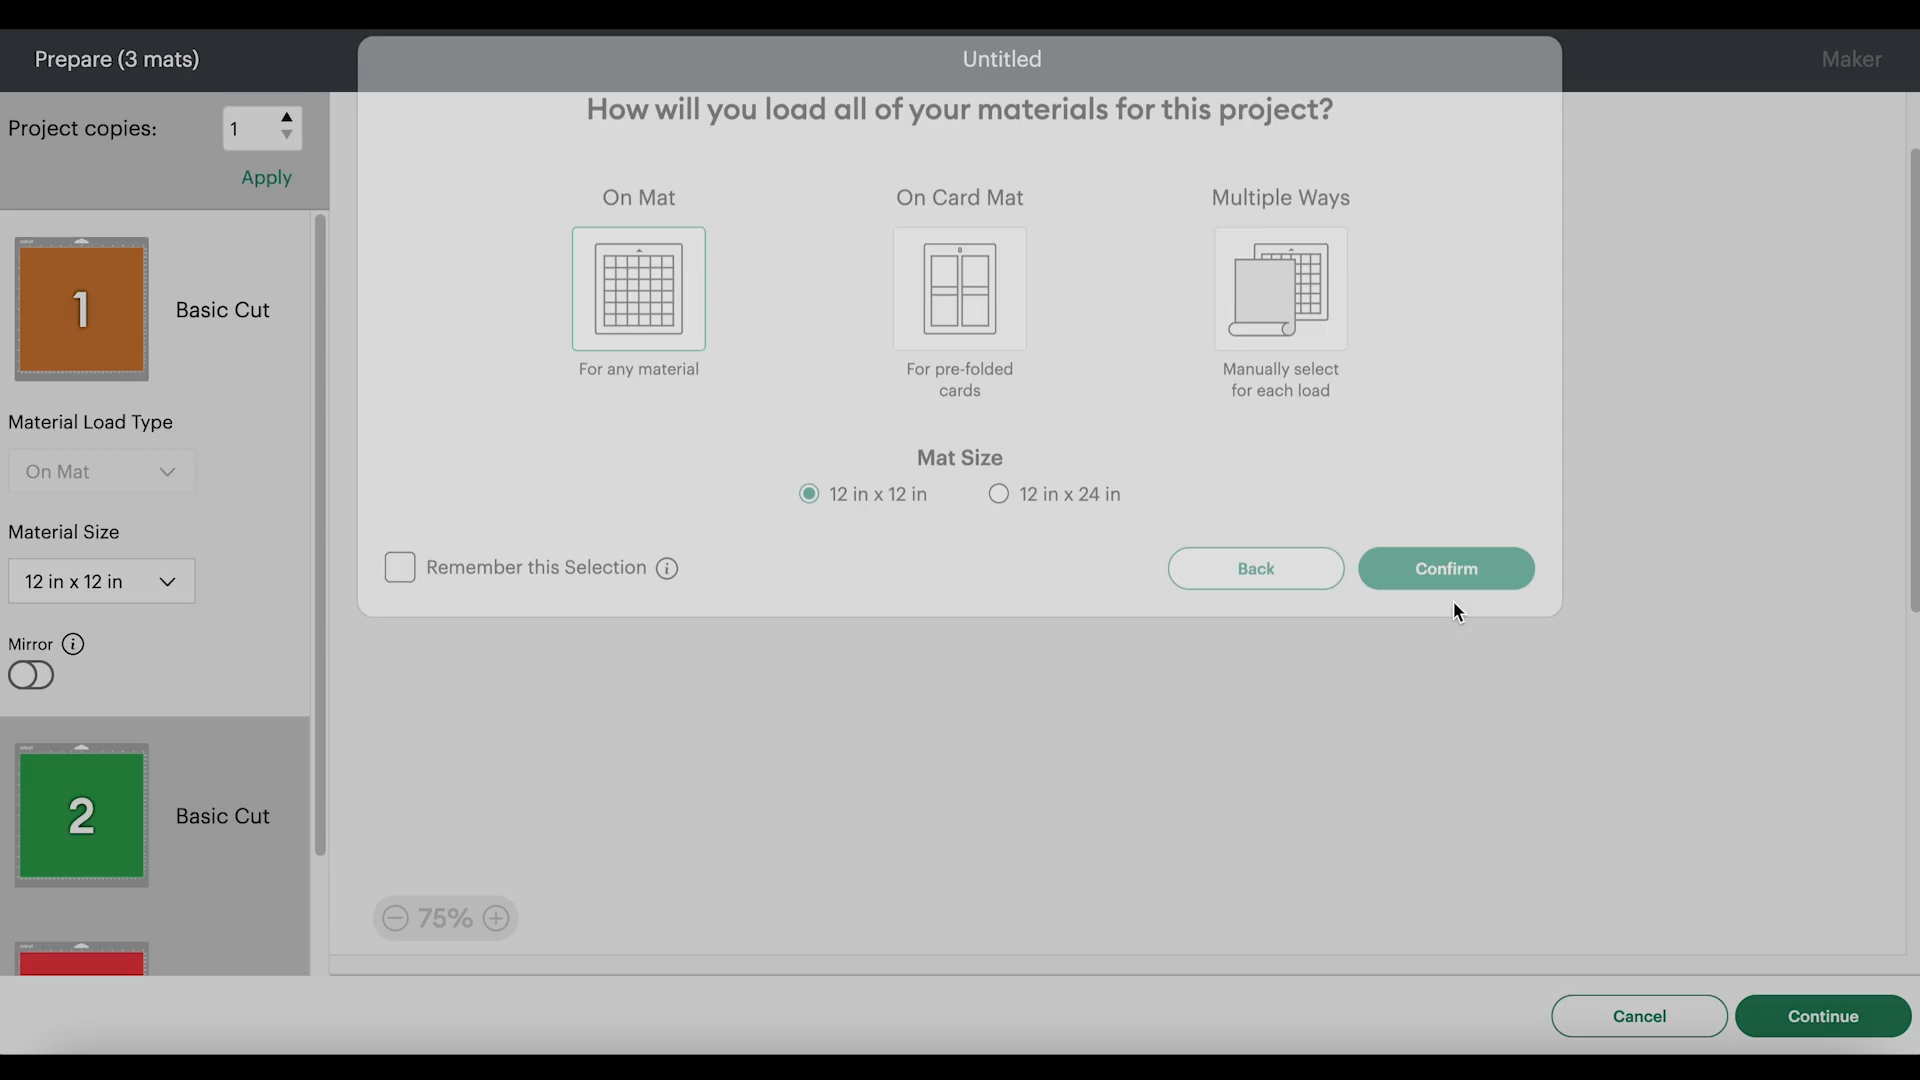 Prepare (3 mats)
Untitled
Maker
Project copies:
1
Apply
1
Basic Cut
Material Load Type
On Mat
Material Size
12 in x 12 in
Mirror
2
Basic Cut
How will you load all of your materials for this project?
On Mat
For any material
On Card Mat
For pre-folded
cards
Multiple Ways
Manually select
for each load
Mat Size
12 in x 12 in
12 in x 24 in
Remember this Selection
Back
Confirm
75%
Cancel
Continue